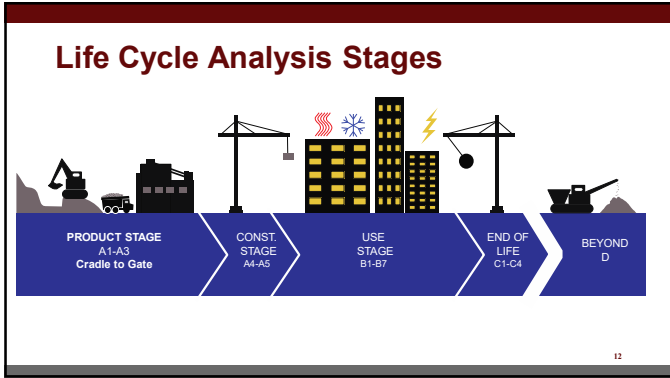 Life Cycle Analysis Stages
PRODUCT STAGE
A1-A3
Cradle to Gate
CONST.
STAGE
A4-A5
USE
STAGE
B1-B7
END OF
LIFE
C1-C4
BEYOND
D
12